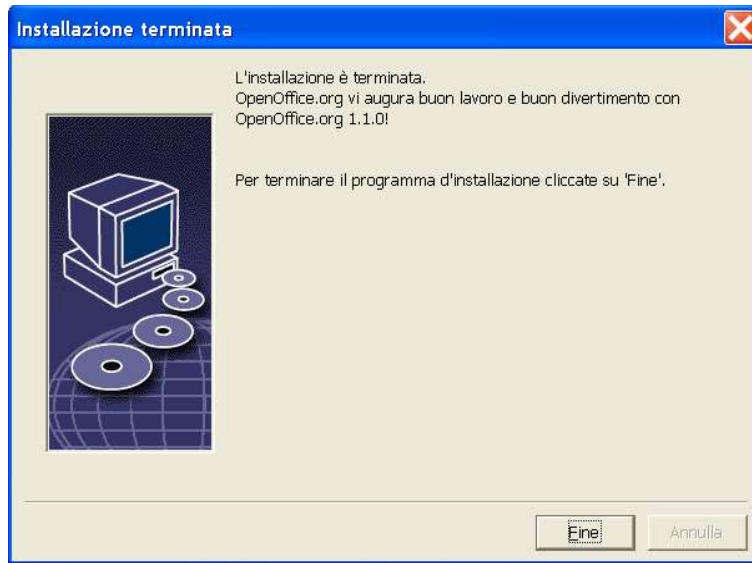 Installazione terminata
L'installazione è terminata.
OpenOffice.org vi augura buon lavoro e buon divertimento con
OpenOffice.org 1.1.0!
Per terminare il programma d'installazione cliccate su 'Fine'.
Fine
Annulla